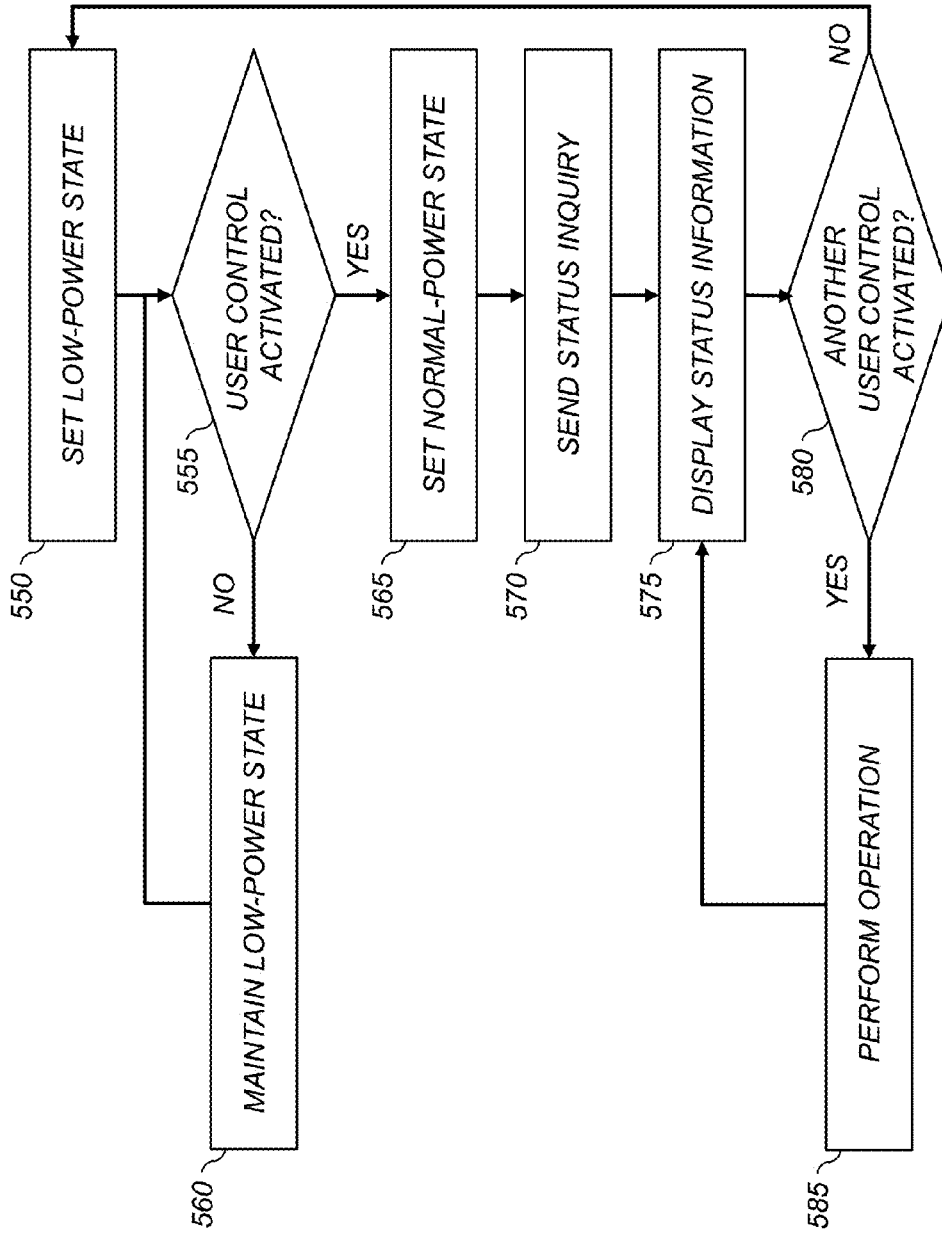 550
SET LOW-POWER STATE
555
USER CONTROL
ACTIVATED?
NO
YES
560
MAINTAIN LOW-POWER STATE
565
SET NORMAL-POWER STATE
570
SEND STATUS INQUIRY
575
DISPLAY STATUS INFORMATION
580
ANOTHER
USER CONTROL
ACTIVATED?
NO
YES
585
PERFORM OPERATION